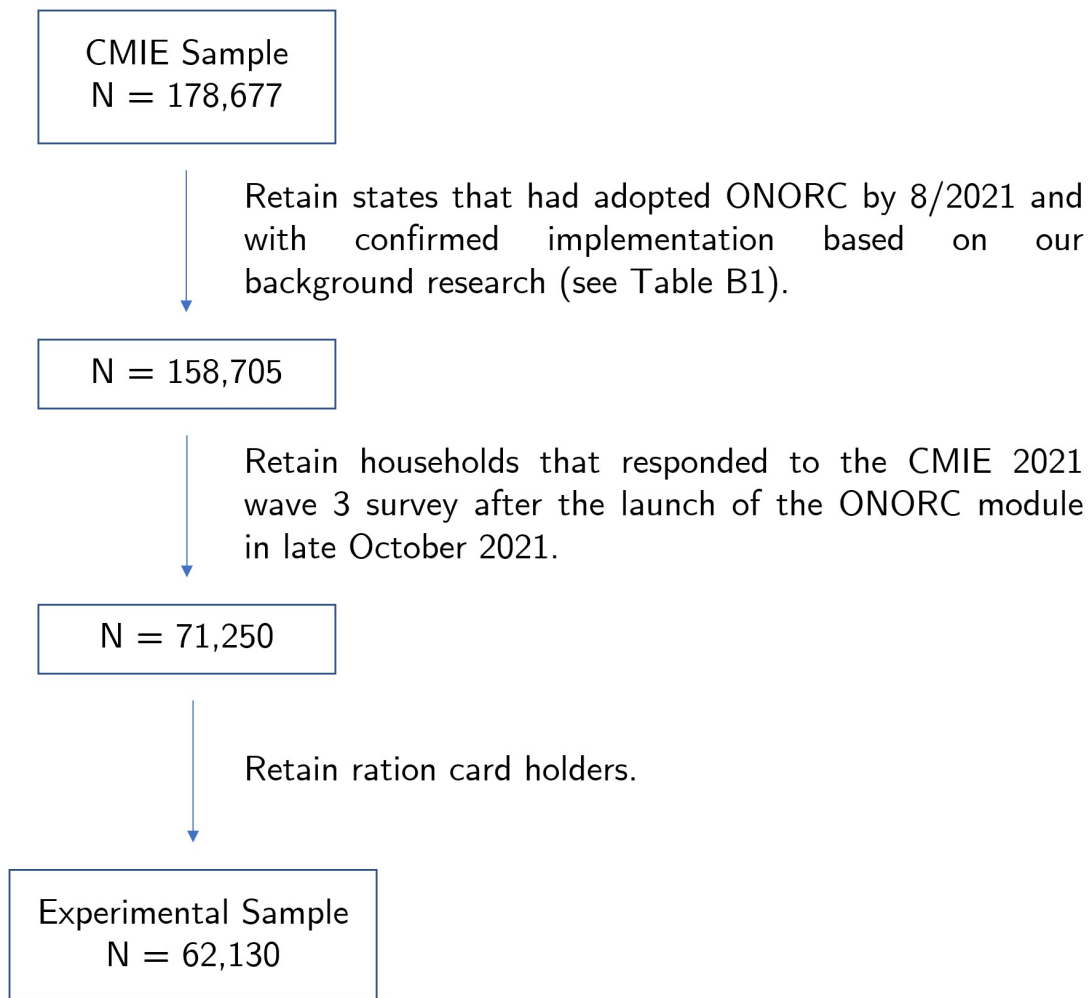 CMIE Sample
N = 178,677
Retain states that had adopted ONORC by 8/2021 and
with confirmed implementation based on our
background research (see Table B1).
N = 158,705
Retain households that responded to the CMIE 2021
wave 3 survey after the launch of the ONORC module
in late October 2021.
N = 71,250
Retain ration card holders.
Experimental Sample
N = 62,130